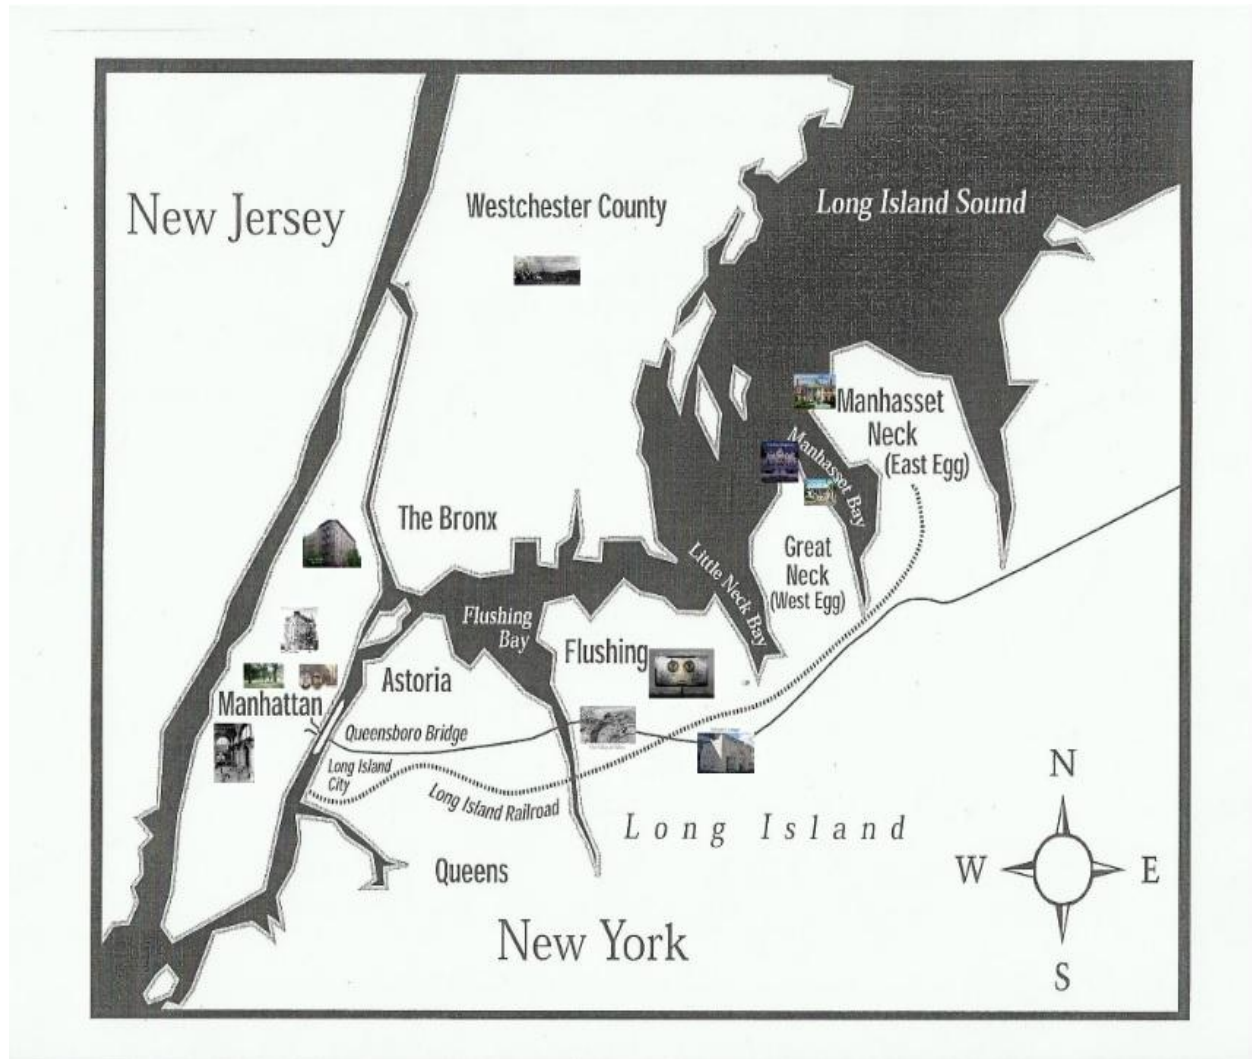 New Jersey
Westchester County
Long Island Sound
Manhasset
Neck
(East Egg)
Manhasset Bay
The Bronx
Great
Neck
(West Egg)
Little Neck Bay
Flushing
Bay
Flushing
Astoria
Manhattan
Queensboro Bridge
Long Island
City
Long Island Railroad
Long Island
Queens
New York
N
W
E
S